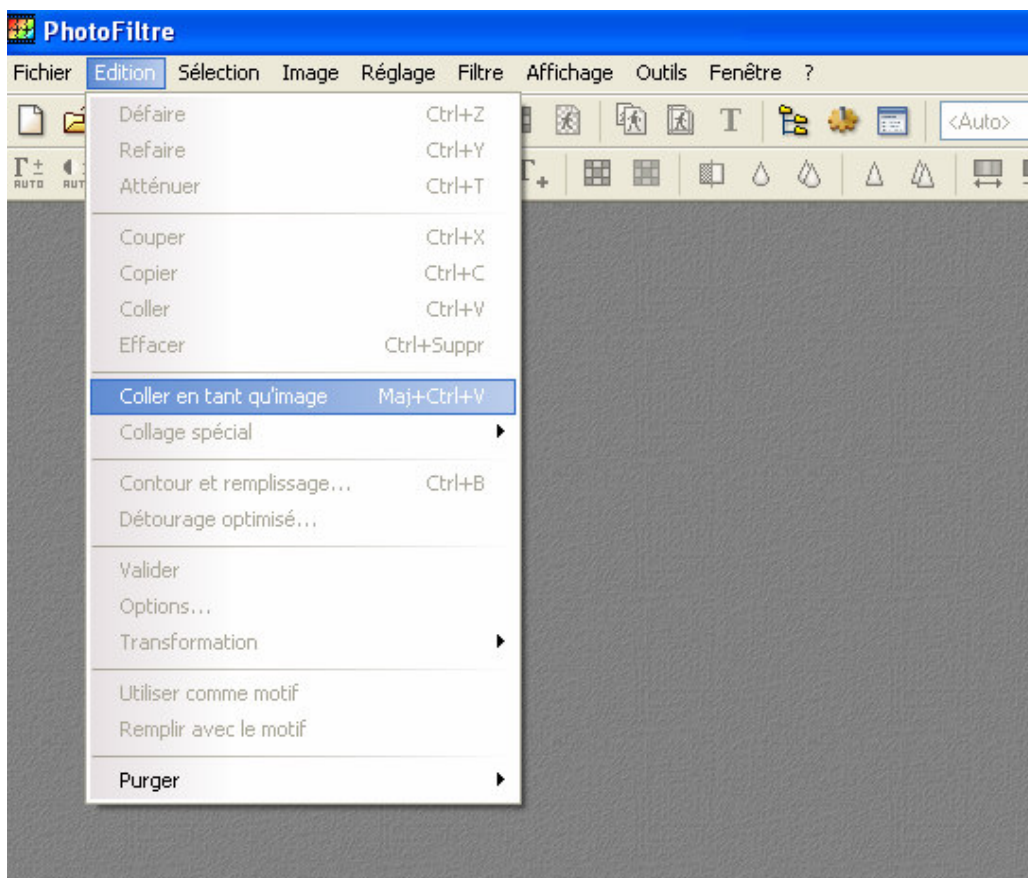 PhotoFiltre
Fichier Edition Sélection Image Réglage Filtre Affichage Outils Fenêtre ?
Défaire Ctrl+Z
<Auto>
Refaire Ctrl+Y
Atténuer Ctrl+T
AUTO
Couper Ctrl+X
Copier Ctrl+C
Coller Ctrl+V
Effacer Ctrl+Suppr
Coller en tant qu'image Maj+Ctrl+V
Collage spécial
Contour et remplissage... Ctrl+B
Détourage optimisé...
Valider
Options...
Transformation
Utiliser comme motif
Remplir avec le motif
Purger